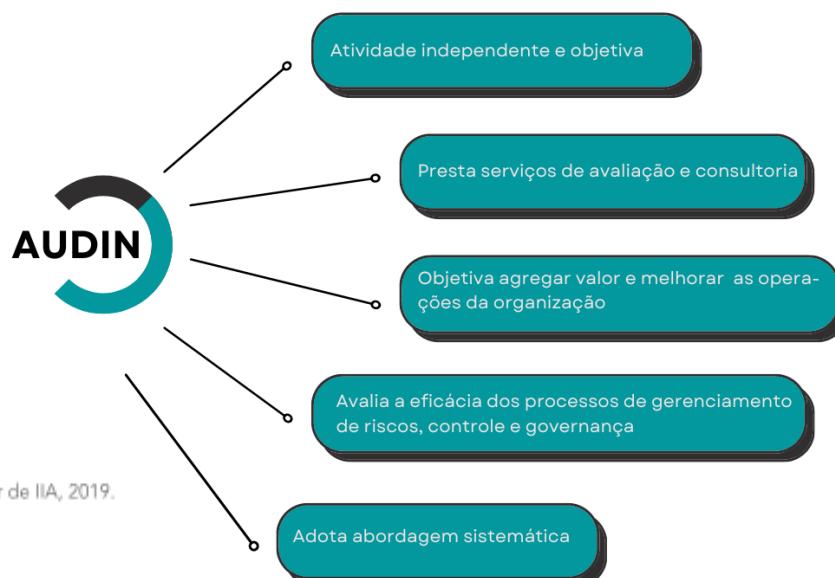 Atividade independente e objetiva
Presta serviços de avaliação e consultoria
AUDIN
Objetiva agregar valor e melhorar as opera-
ções da organização
Avalia a eficácia dos processos de gerenciamento
de riscos, controle e governança
de IIA, 2019.
Adota abordagem sistemática